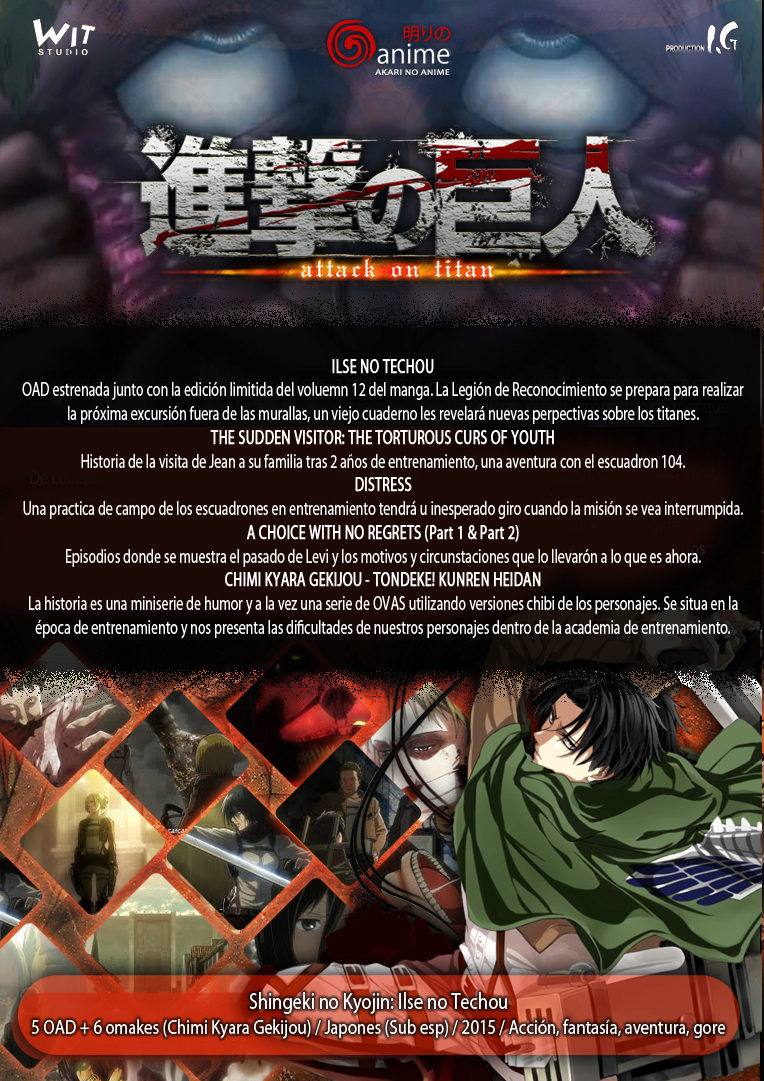 WIT
STUDIO
明りの
anime
AKARI NO ANIME
PRODUCTION I.G
進撃の巨人
attack on titan
ILSE NO TECHOU
OAD estrenada junto con la edición limitida del voluemn 12 del manga. La Legión de Reconocimiento se prepara para realizar
la próxima excursión fuera de las murallas, un viejo cuaderno les revelará nuevas perpectivas sobre los titanes.
THE SUDDEN VISITOR: THE TORTUROUS CURS OF YOUTH
Historia de la visita de Jean a su familia tras 2 años de entrenamiento, una aventura con el escuadron 104.
DISTRESS
Una practica de campo de los escuadrones en entrenamiento tendrá u inesperado giro cuando la misión se vea interrumpida.
A CHOICE WITH NO REGRETS (Part 1 & Part 2)
Episodios donde se muestra el pasado de Levi y los motivos y circunstaciones que lo llevarón a lo que es ahora.
CHIMI KYARA GEKIJOU - TONDEKE! KUNREN HEIDAN
La historia es una miniserie de humor y a la vez una serie de OVAS utilizando versiones chibi de los personajes. Se situa en la
época de entrenamiento y nos presenta las dificultades de nuestros personajes dentro de la academia de entrenamiento.
Shingeki no Kyojin: Ilse no Techou
5 OAD + 6 omakes (Chimi Kyara Gekijou) / Japones (Sub esp) / 2015 / Acción, fantasía, aventura, gore